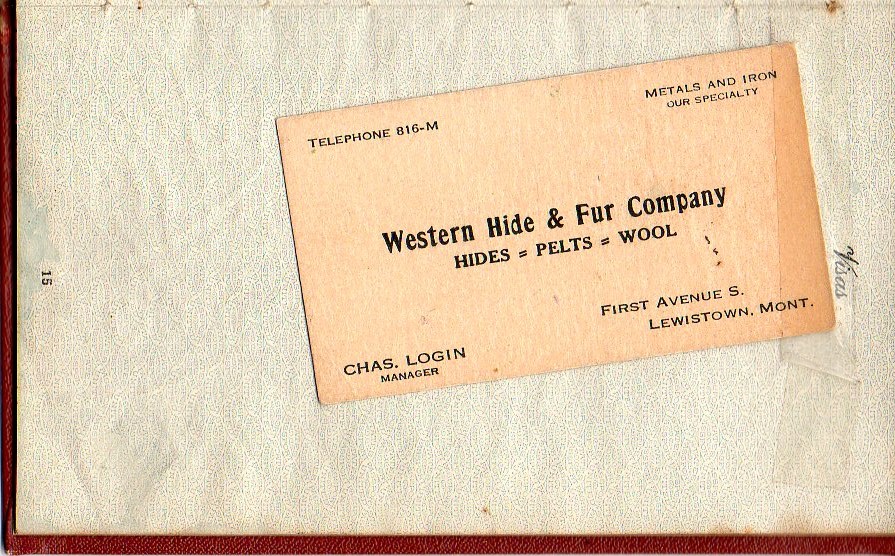 TELEPHONE 816-M
METALS AND IRON
OUR SPECIALTY
Western Hide & Fur Company
HIDES = PELTS = WOOL
FIRST AVENUE S.
LEWISTOWN, MONT.
CHAS. LOGIN
MANAGER
15
Visas